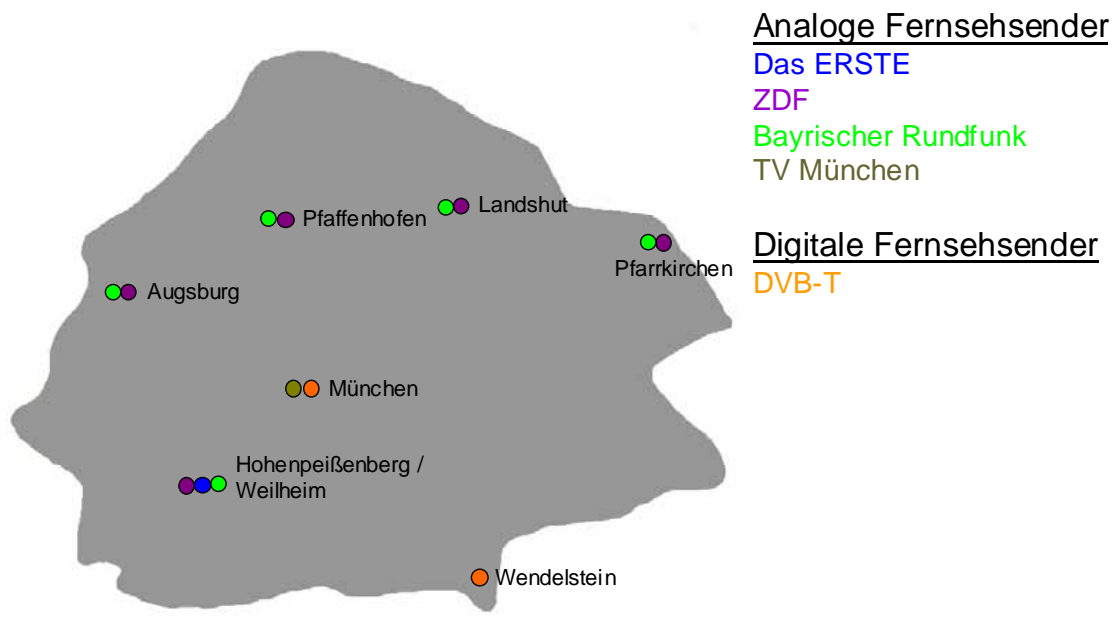 Analoge Fernsehsender
Das ERSTE
ZDF
Bayrischer Rundfunk
TV München
Digitale Fernsehsender
DVB-T
Landshut
Pfaffenhofen
Pfarrkirchen
Augsburg
München
Hohenpeißenberg /
Weilheim
Wendelstein